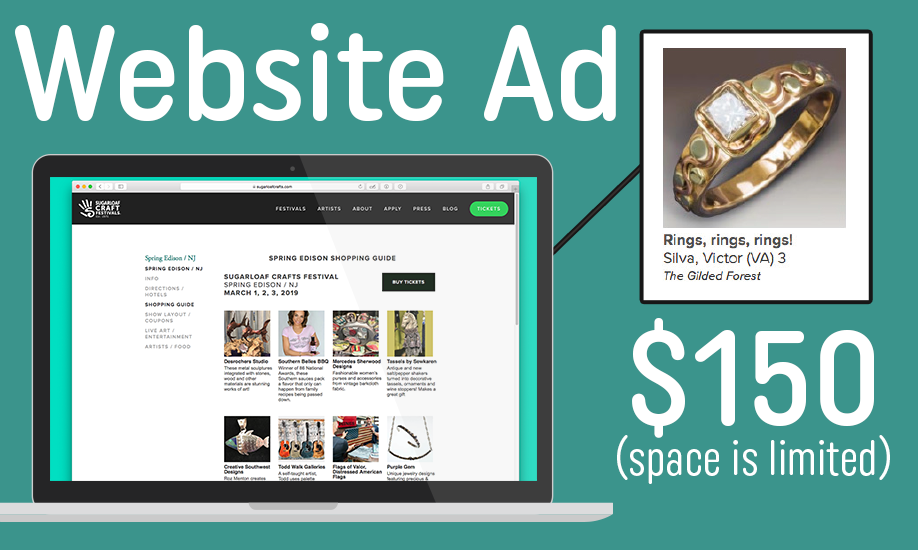 Website Ad
Rings, rings, rings!
Silva, Victor (VA) 3
The Gilded Forest
$150
(space is limited)
sugarloafcrafts.com
SUGARLOAF
CRAFT
FESTIVALS
FESTIVALS ARTISTS ABOUT APPLY PRESS BLOG TICKETS
Spring Edison / NJ
SPRING EDISON / NJ
INFO
DIRECTIONS /
HOTELS
SHOPPING GUIDE
SHOW LAYOUT /
COUPONS
LIVE ART /
ENTERTAINMENT
ARTISTS / FOOD
SPRING EDISON SHOPPING GUIDE
SUGARLOAF CRAFTS FESTIVAL
SPRING EDISON / NJ
MARCH 1, 2, 3, 2019
BUY TICKETS
Desrochers Studio
These metal sculptures
integrated with stones,
wood and other
materials are stunning
works of art!
Southern Belles BBQ
Winner of 86 National
Awards, these
Southern sauces pack
a flavor that only can
happen from family
recipes being passed
down.
Mercedes Sherwood
Designs
Fashionable women's
purses and accessories
from vintage barkcloth
fabric.
Tassels by Sewkaren
Antique and new
salt/pepper shakers
turned into decorative
tassels, ornaments and
wine stoppers! Makes a
great gift.
Creative Southwest
Designs
Roz Menton creates
Todd Walk Galleries
A self-taught artist,
Todd uses palette
Flags of Valor,
Distressed American
Flags
Purple Gem
Unique jewelry designs
featuring precious &